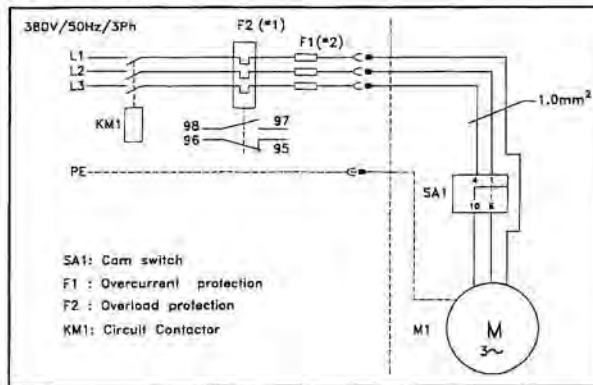 380V/50Hz/3Ph
F2 (*1)
F1(*2)
L1
L2
L3
KM1
98
97
96
95
1.0mm²
PE
SA1
4 1
10
SA1: Cam switch
F1 : Overcurrent protection
F2 : Overload protection
KM1: Circuit Contactor
M1
M
3~